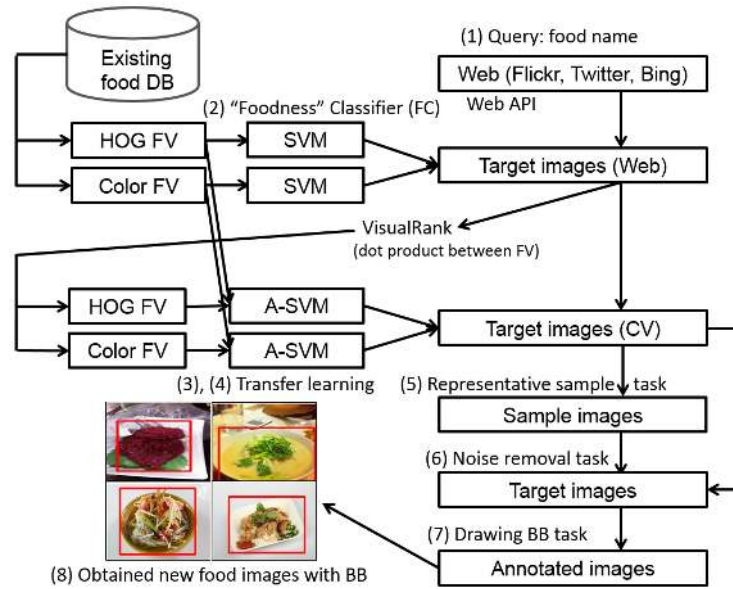 (1) Query: food name
Existing
food DB
Web (Flickr, Twitter, Bing)
(2) “Foodness” Classifier (FC)
Web API
HOG FV
SVM
Target images (Web)
Color FV
SVM
VisualRank
(dot product between FV)
HOG FV
A-SVM
Target images (CV)
Color FV
A-SVM
(3), (4) Transfer learning
(5) Representative sample task
Sample images
(6) Noise removal task
Target images
(7) Drawing BB task
Annotated images
(8) Obtained new food images with BB